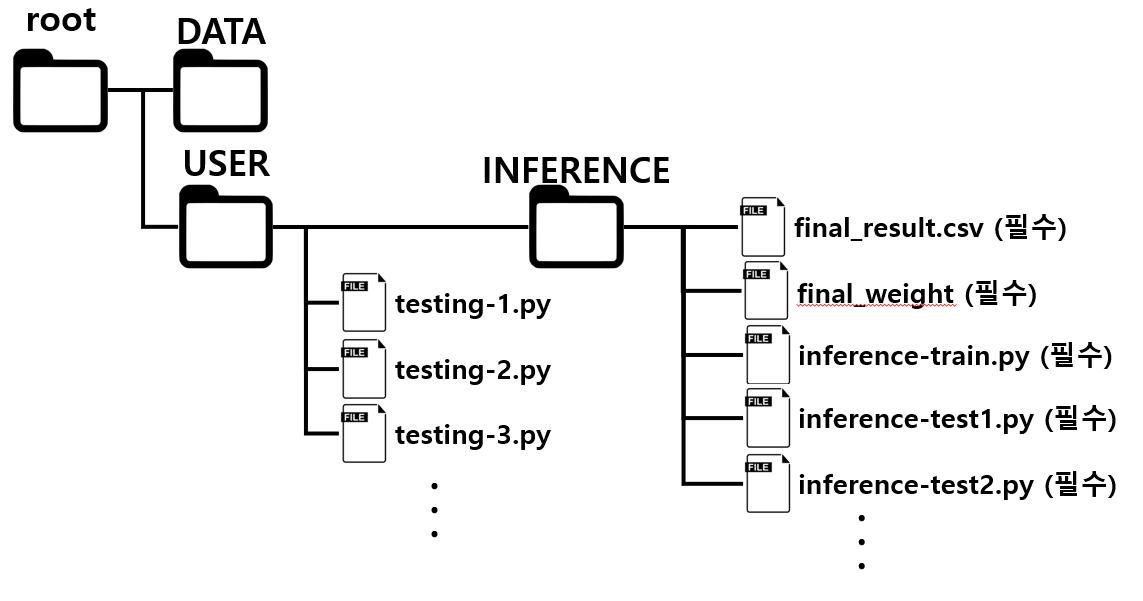 root
DATA
USER
INFERENCE
FILE final_result.csv (필수)
FILE final_weight (필수)
FILE testing-1.py
FILE inference-train.py (필수)
FILE testing-2.py
FILE inference-test1.py (필수)
FILE testing-3.py
FILE inference-test2.py (필수)